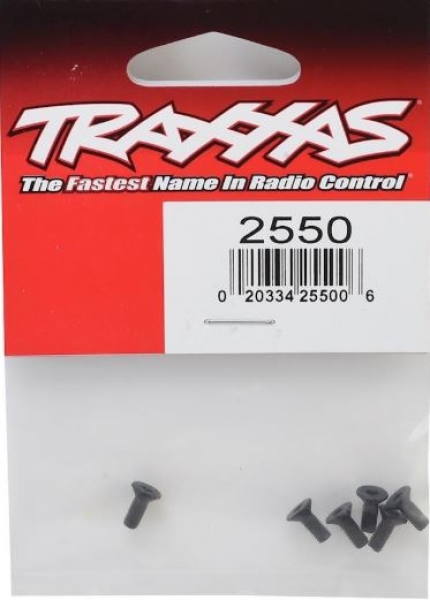 TRAXXAS
The Fastest Name In Radio Control®
2550
0 20334 25500 6